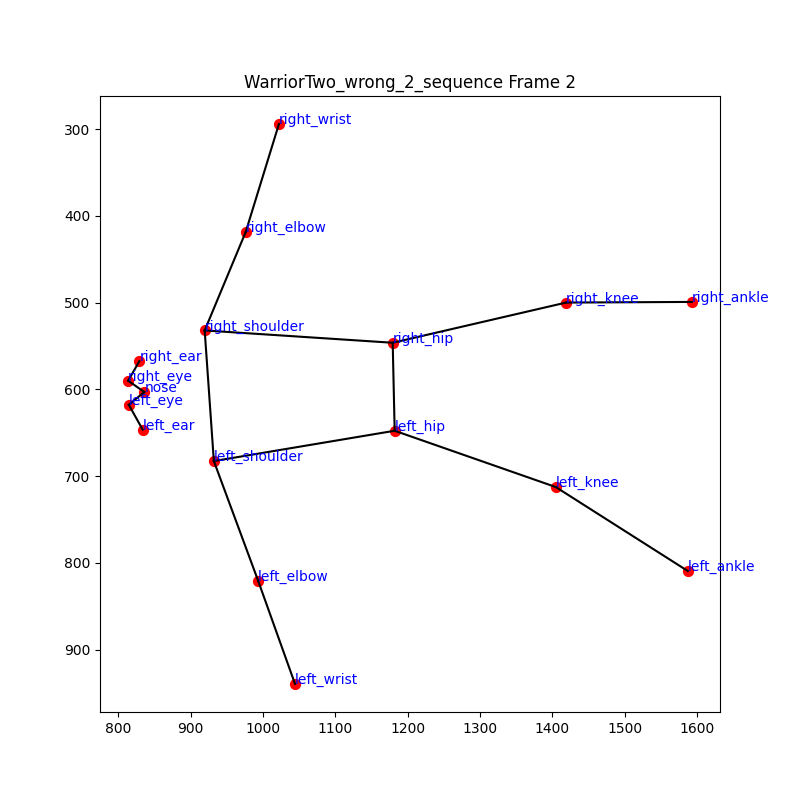 WarriorTwo_wrong_2_sequence Frame 2
300
400
500
600
700
800
900
right_wrist
right_elbow
right_shoulder
right_hip
right_knee
right_ankle
right_ear
right_eye
nose
left_eye
left_ear
left_shoulder
left_hip
left_knee
left_elbow
left_ankle
left_wrist
800 900 1000 1100 1200 1300 1400 1500 1600